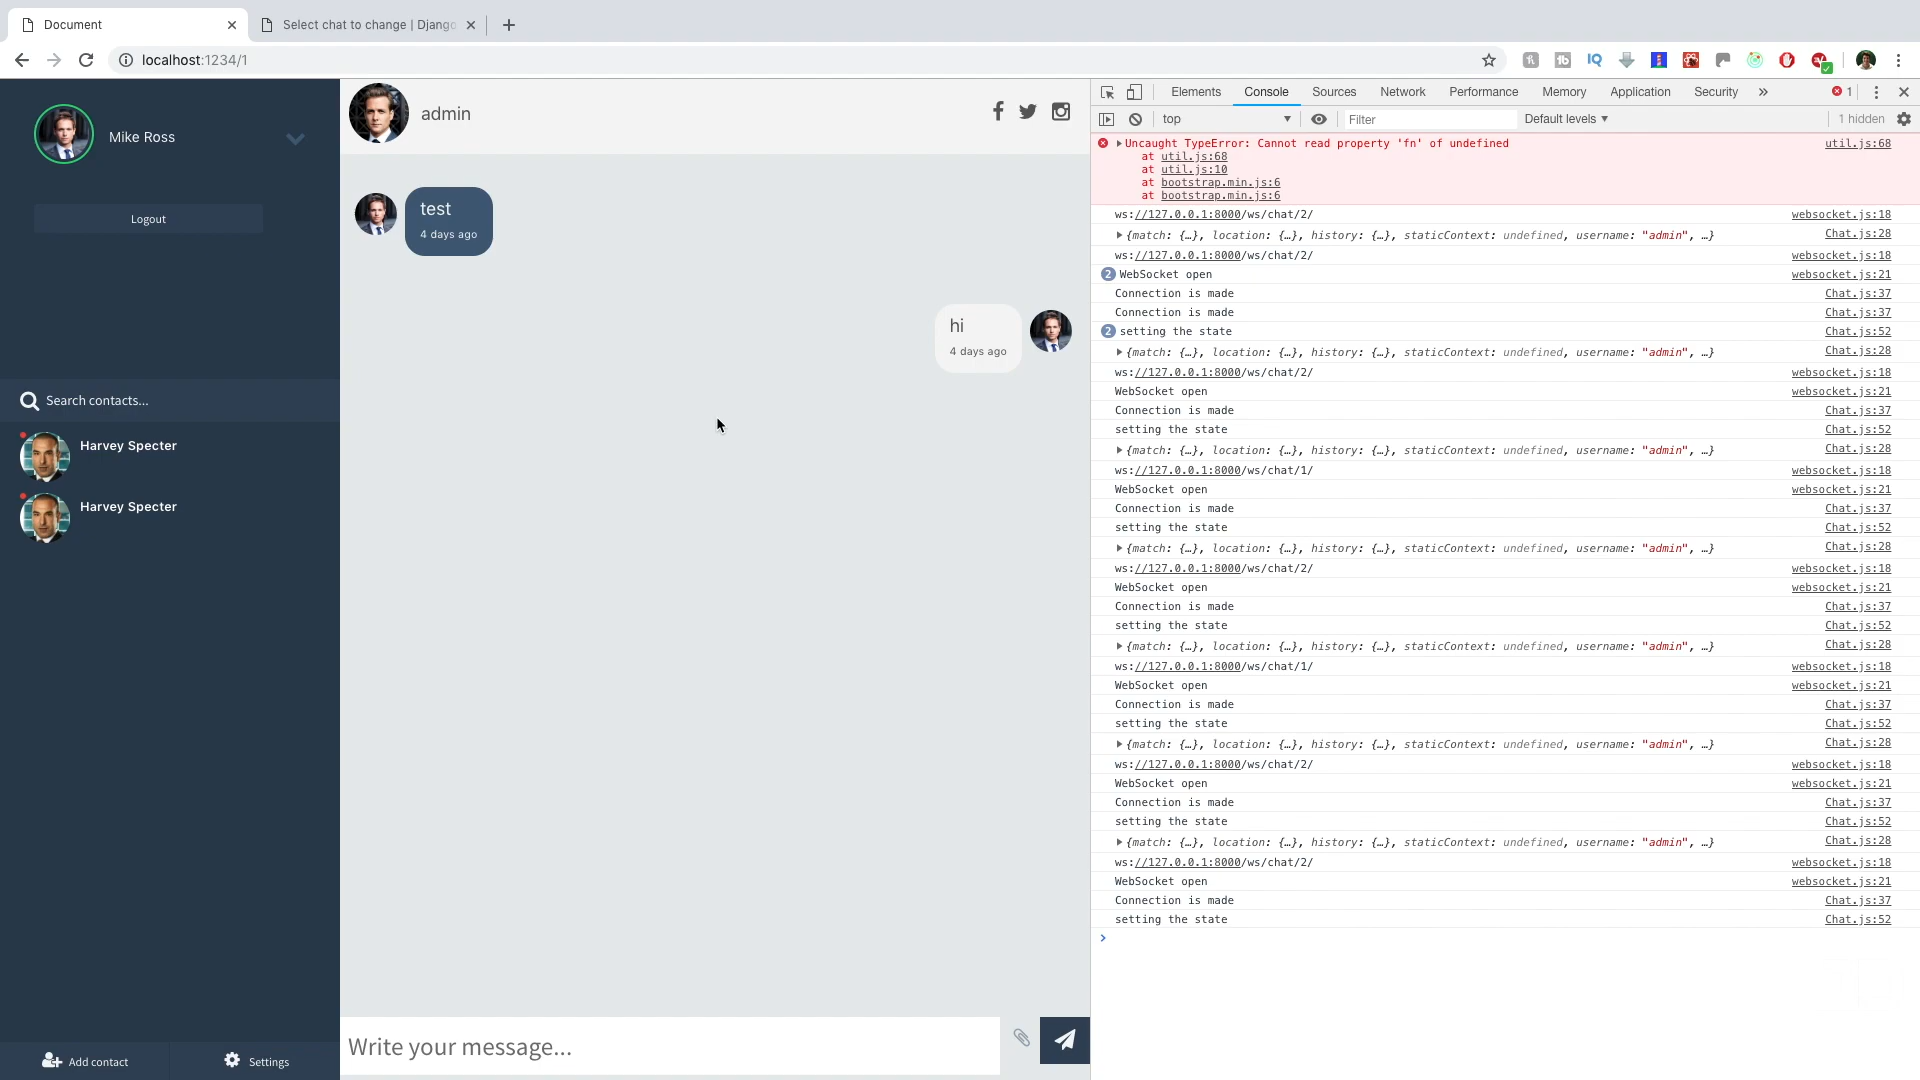 Document
Select chat to change | Django
localhost:1234/1
Mike Ross
Logout
Search contacts...
Harvey Specter
Harvey Specter
Add contact
Settings
admin
test
4 days ago
hi
4 days ago
Write your message...
Elements Console Sources Network Performance Memory Application Security » 1
top Filter Default levels 1 hidden
Uncaught TypeError: Cannot read property 'fn' of undefined util.js:68
at util.js:68
at util.js:10
at bootstrap.min.js:6
at bootstrap.min.js:6
ws://127.0.0.1:8000/ws/chat/2/ websocket.js:18
{match: {…}, location: {…}, history: {…}, staticContext: undefined, username: "admin", …} Chat.js:28
ws://127.0.0.1:8000/ws/chat/2/ websocket.js:18
2 WebSocket open websocket.js:21
Connection is made Chat.js:37
Connection is made Chat.js:37
2 setting the state Chat.js:52
{match: {…}, location: {…}, history: {…}, staticContext: undefined, username: "admin", …} Chat.js:28
ws://127.0.0.1:8000/ws/chat/2/ websocket.js:18
WebSocket open websocket.js:21
Connection is made Chat.js:37
setting the state Chat.js:52
{match: {…}, location: {…}, history: {…}, staticContext: undefined, username: "admin", …} Chat.js:28
ws://127.0.0.1:8000/ws/chat/1/ websocket.js:18
WebSocket open websocket.js:21
Connection is made Chat.js:37
setting the state Chat.js:52
{match: {…}, location: {…}, history: {…}, staticContext: undefined, username: "admin", …} Chat.js:28
ws://127.0.0.1:8000/ws/chat/2/ websocket.js:18
WebSocket open websocket.js:21
Connection is made Chat.js:37
setting the state Chat.js:52
{match: {…}, location: {…}, history: {…}, staticContext: undefined, username: "admin", …} Chat.js:28
ws://127.0.0.1:8000/ws/chat/1/ websocket.js:18
WebSocket open websocket.js:21
Connection is made Chat.js:37
setting the state Chat.js:52
{match: {…}, location: {…}, history: {…}, staticContext: undefined, username: "admin", …} Chat.js:28
ws://127.0.0.1:8000/ws/chat/2/ websocket.js:18
WebSocket open websocket.js:21
Connection is made Chat.js:37
setting the state Chat.js:52
{match: {…}, location: {…}, history: {…}, staticContext: undefined, username: "admin", …} Chat.js:28
ws://127.0.0.1:8000/ws/chat/2/ websocket.js:18
WebSocket open websocket.js:21
Connection is made Chat.js:37
setting the state Chat.js:52